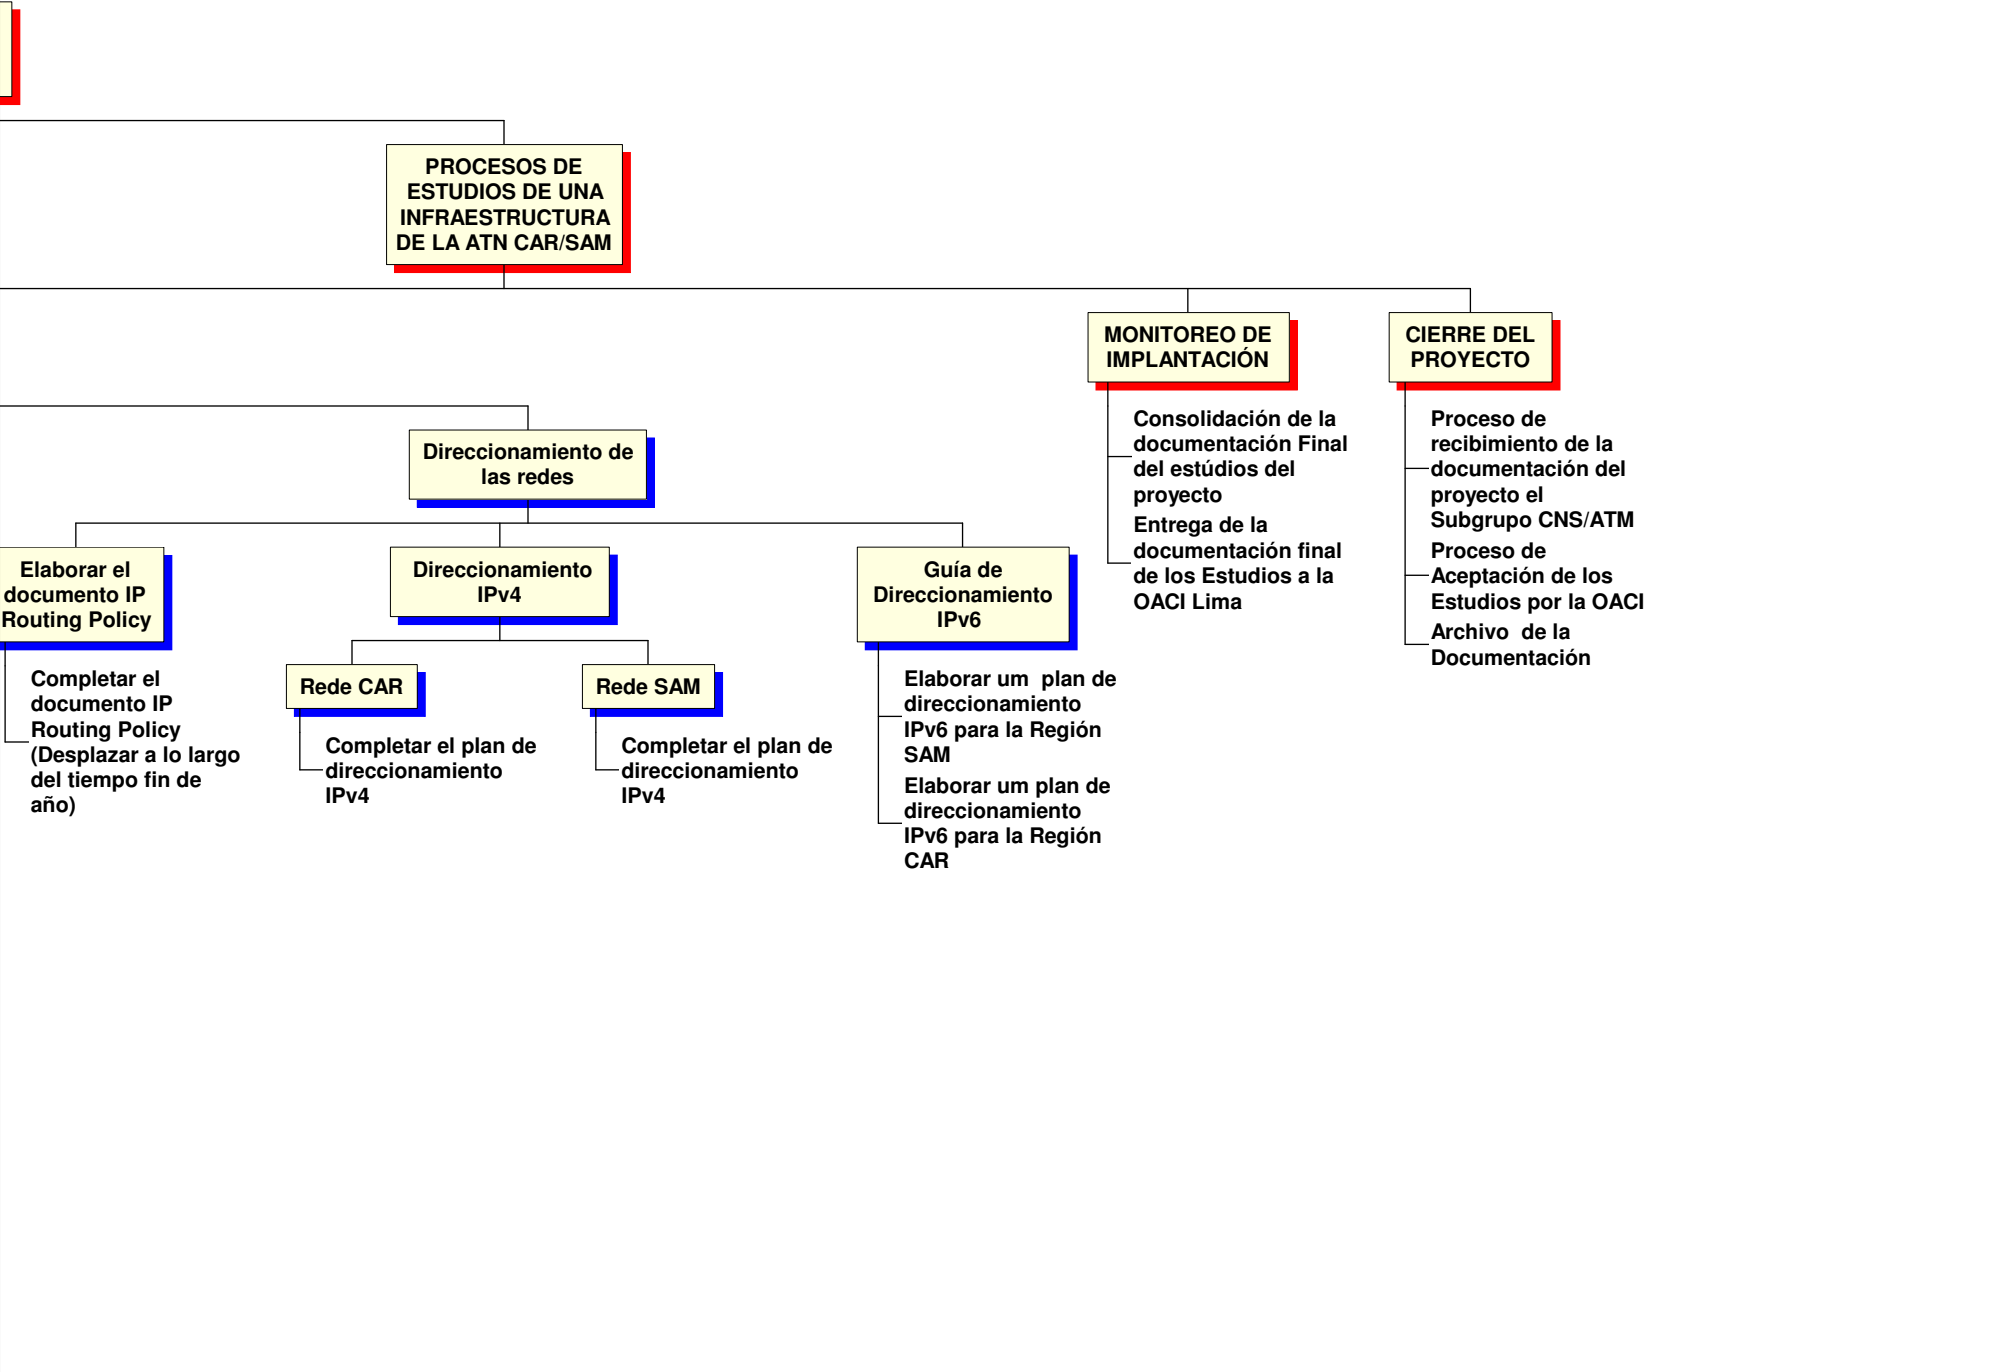 PROCESOS DE
ESTUDIOS DE UNA
INFRAESTRUCTURA
DE LA ATN CAR/SAM
MONITOREO DE
IMPLANTACIÓN
Consolidación de la
documentación Final
del estúdios del
proyecto
Entrega de la
documentación final
de los Estudios a la
OACI Lima
CIERRE DEL
PROYECTO
Proceso de
recibimiento de la
documentación del
proyecto el
Subgrupo CNS/ATM
Proceso de
Aceptación de los
Estudios por la OACI
Archivo  de la
Documentación
Direccionamiento de
las redes
Elaborar el
documento IP
Routing Policy
Completar el
documento IP
Routing Policy
(Desplazar a lo largo
del tiempo fin de
año)
Direccionamiento
IPv4
Rede CAR
Completar el plan de
direccionamiento
IPv4
Rede SAM
Completar el plan de
direccionamiento
IPv4
Guía de
Direccionamiento
IPv6
Elaborar um  plan de
direccionamiento
IPv6 para la Región
SAM
Elaborar um plan de
direccionamiento
IPv6 para la Región
CAR